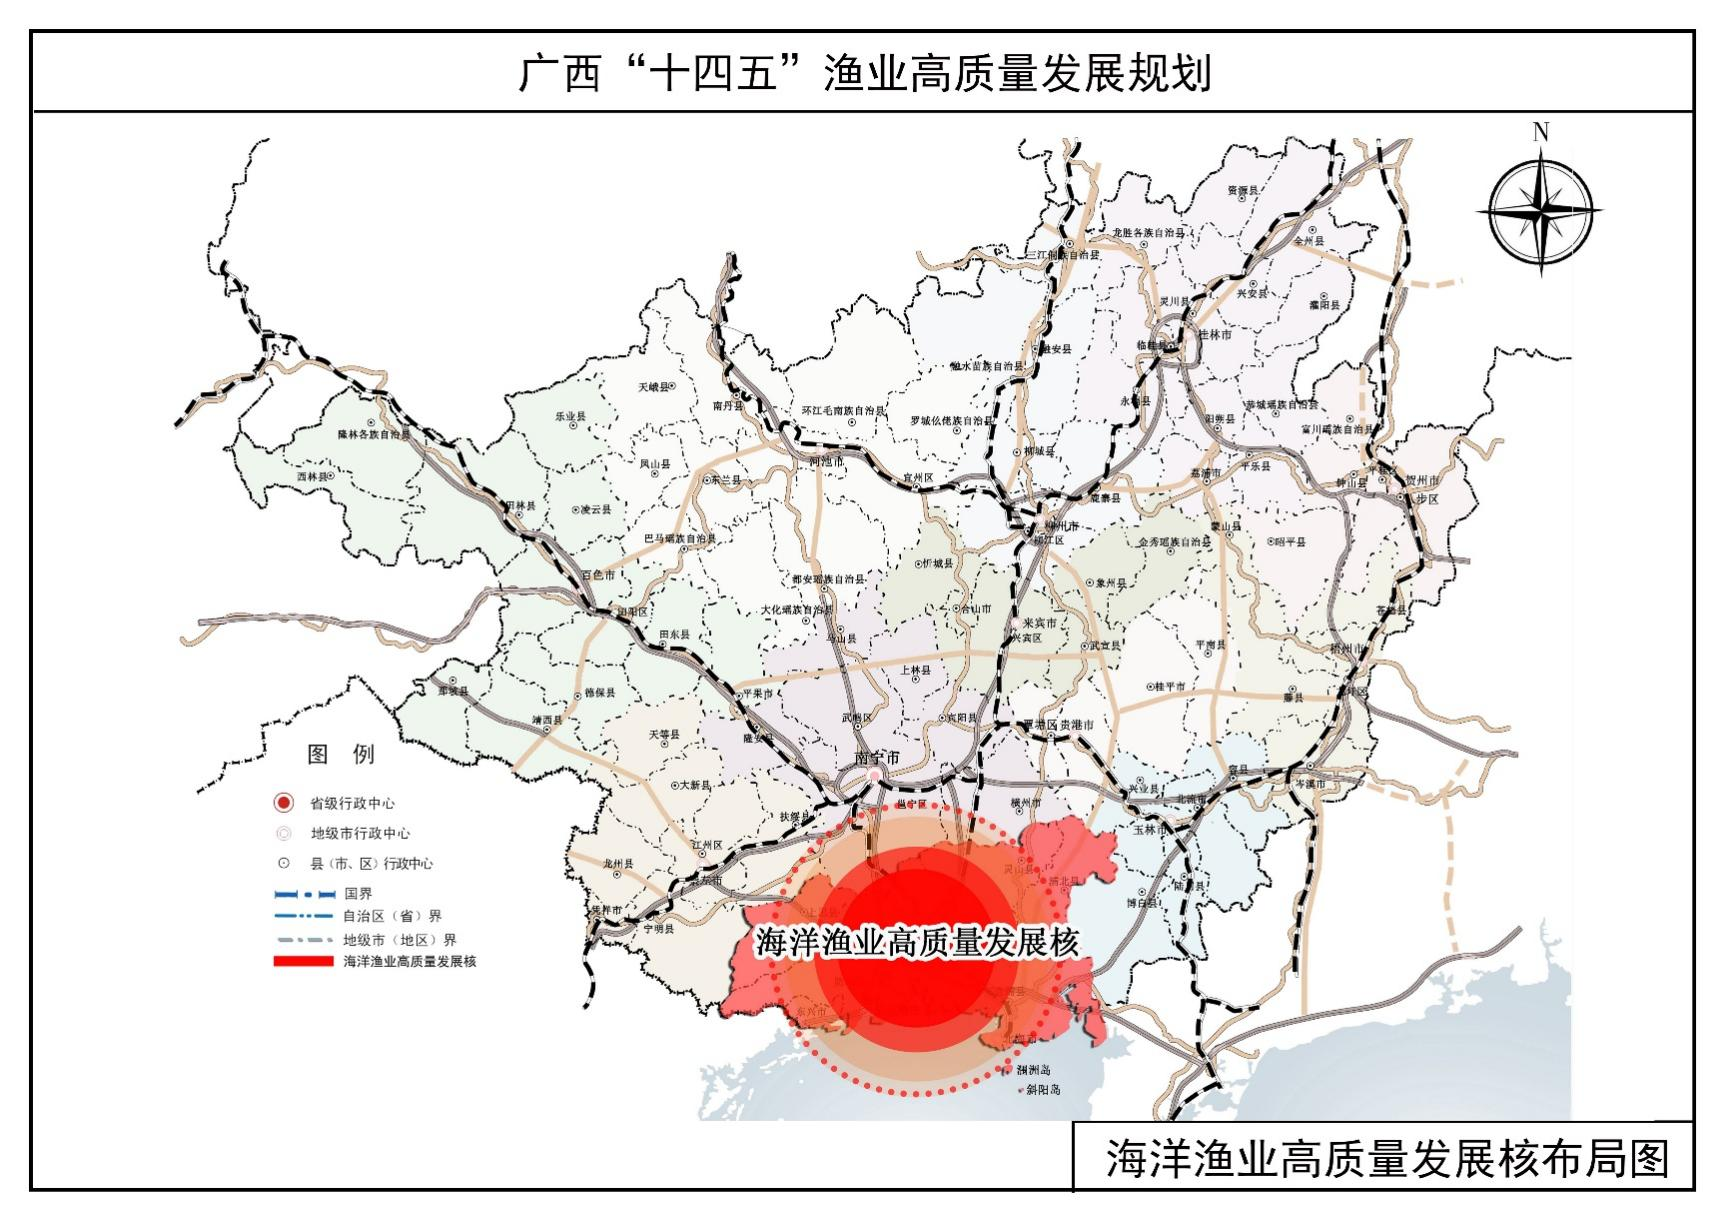 广西“十四五”渔业高质量发展规划
N
资源县
龙胜各族自治县
全州县
三江侗族自治县
兴安县
灵川县
灌阳县
桂林市
临桂县
融安县
融水苗族自治县
天峨县
南丹县
永福县
恭城瑶族自治县
乐业县
环江毛南族自治县
罗城仫佬族自治县
阳朔县
富川瑶族自治县
隆林各族自治县
柳城县
河池市
凤山县
平乐县
西林县
东兰县
宜州区
荔浦市
钟山县
贺州市
八步区
鹿寨县
田林县
凌云县
柳州市
柳江区
蒙山县
巴马瑶族自治县
金秀瑶族自治县
昭平县
忻城县
百色市
都安瑶族自治县
象州县
田阳区
大化瑶族自治县
合山市
苍梧县
来宾市
兴宾区
田东县
马山县
武宣县
平南县
梧州市
上林县
那坡县
德保县
平果市
桂平市
藤县
靖西县
武鸣区
宾阳县
覃塘区
贵港市
天等县
隆安县
图 例
南宁市
容县
大新县
岑溪市
兴业县
北流市
省级行政中心
邕宁区
横州市
扶绥县
地级市行政中心
玉林市
江州区
县（市、区）行政中心
龙州县
灵山县
崇左市
浦北县
陆川县
国界
博白县
凭祥市
上思县
自治区（省）界
宁明县
地级市（地区）界
海洋渔业高质量发展核
海洋渔业高质量发展核
东兴市
北海市
涠洲岛
斜阳岛
海洋渔业高质量发展核布局图